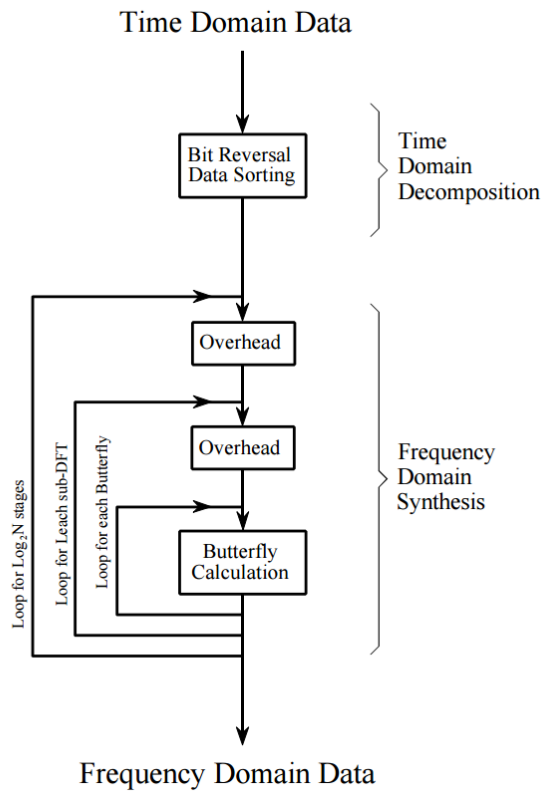 Time Domain Data
Bit Reversal
Data Sorting
Time
Domain
Decomposition
Overhead
Overhead
Butterfly
Calculation
Loop for Log₂N stages
Loop for Leach sub-DFT
Loop for each Butterfly
Frequency
Domain
Synthesis
Frequency Domain Data